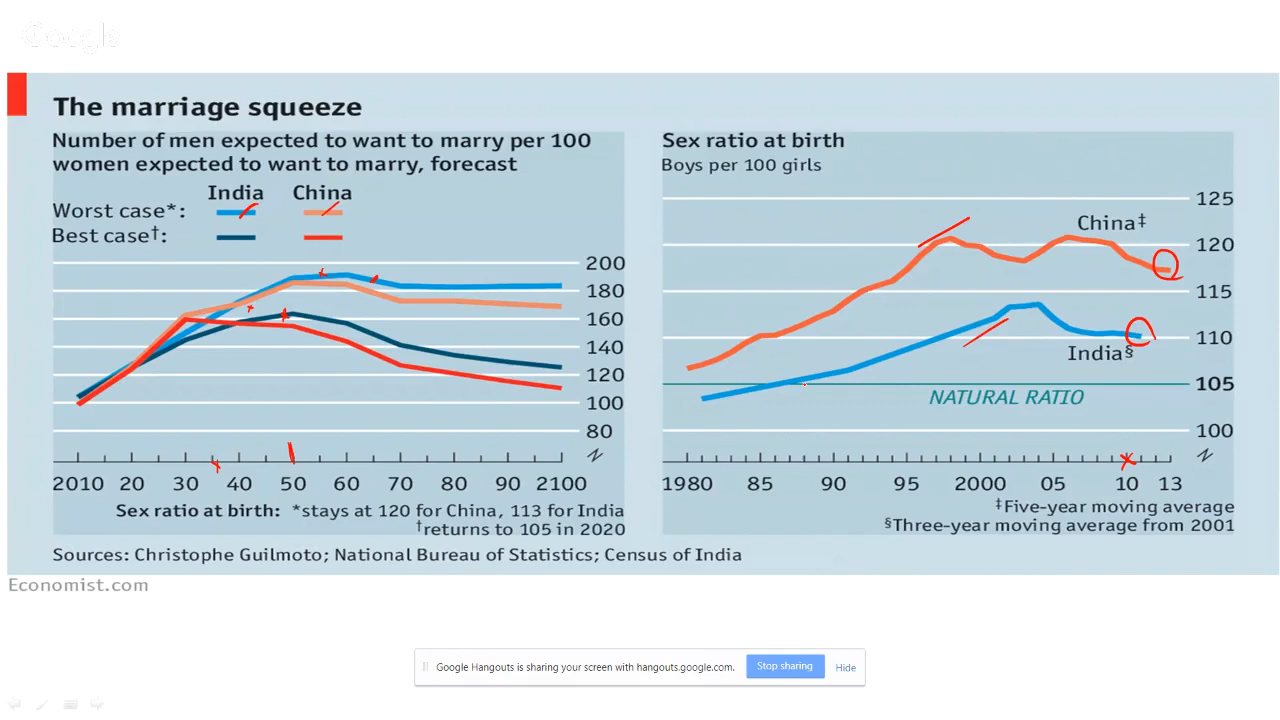 Google
The marriage squeeze
Number of men expected to want to marry per 100
women expected to want to marry, forecast
India China
Worst case*:
Best case†:
200
180
160
140
120
100
80
2010 20 30 40 50 60 70 80 90 2100
Sex ratio at birth: *stays at 120 for China, 113 for India
†returns to 105 in 2020
Sex ratio at birth
Boys per 100 girls
125
China‡
120
115
110
India§
105
NATURAL RATIO
100
1980 85 90 95 2000 05 10 13
‡Five-year moving average
§Three-year moving average from 2001
Sources: Christophe Guilmoto; National Bureau of Statistics; Census of India
Economist.com
Google Hangouts is sharing your screen with hangouts.google.com. Stop sharing Hide